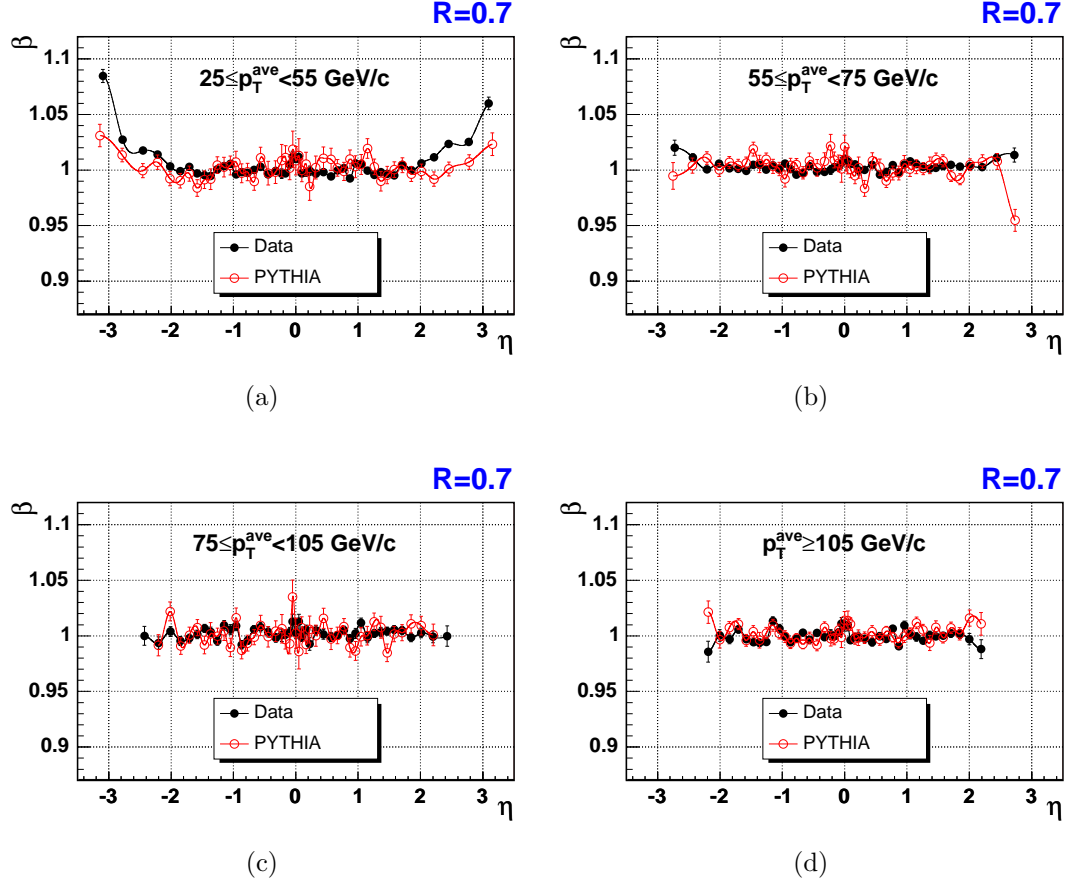 R=0.7
β
25≤p_T^ave<55 GeV/c
1.1
1.05
1
0.95
0.9
Data
PYTHIA
-3 -2 -1 0 1 2 3
η
(a)
R=0.7
β
55≤p_T^ave<75 GeV/c
1.1
1.05
1
0.95
0.9
Data
PYTHIA
-3 -2 -1 0 1 2 3
η
(b)
R=0.7
β
75≤p_T^ave<105 GeV/c
1.1
1.05
1
0.95
0.9
Data
PYTHIA
-3 -2 -1 0 1 2 3
η
(c)
R=0.7
β
p_T^ave≥105 GeV/c
1.1
1.05
1
0.95
0.9
Data
PYTHIA
-3 -2 -1 0 1 2 3
η
(d)